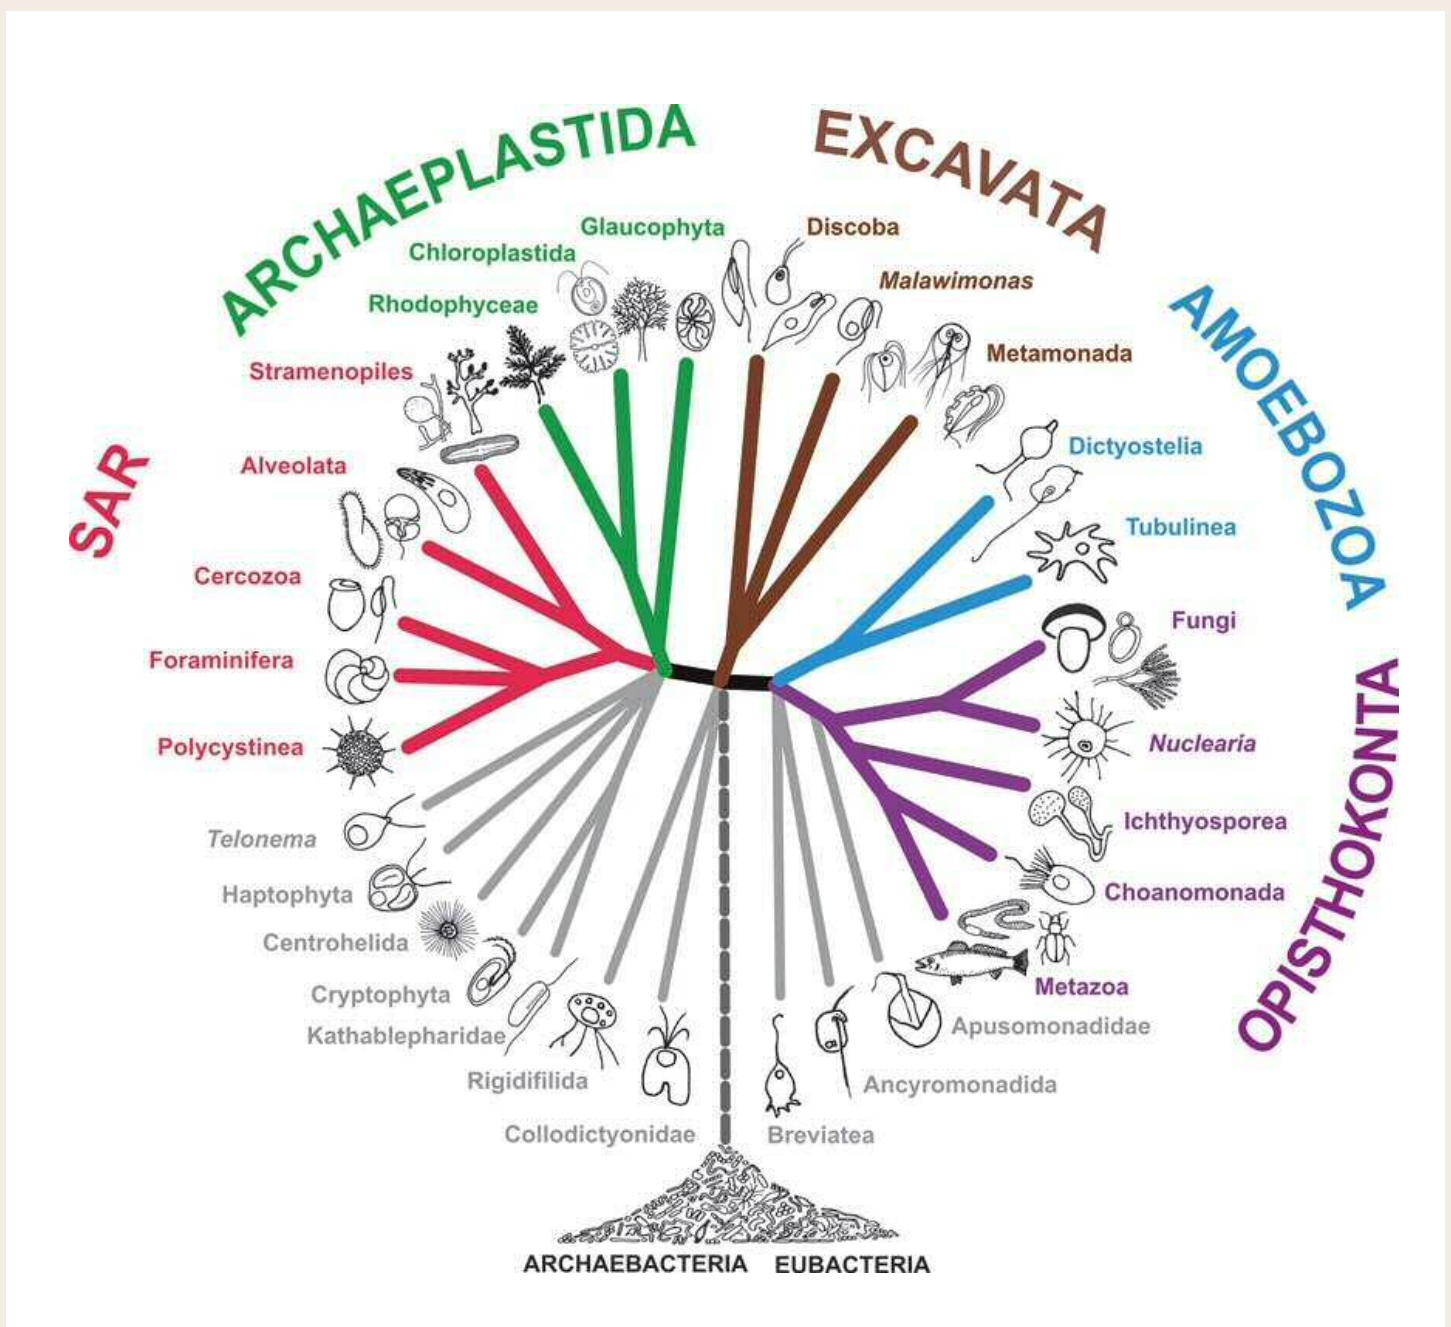 ARCHAEPLASTIDA
EXCAVATA
AMOEBOZOA
OPISTHOKONTA
SAR
Glaucophyta
Chloroplastida
Rhodophyceae
Stramenopiles
Alveolata
Cercozoa
Foraminifera
Polycystinea
Telonema
Haptophyta
Centrohelida
Cryptophyta
Kathablepharidae
Rigidifilida
Collodictyonidae
Discoba
Malawimonas
Metamonada
Dictyostelia
Tubulinea
Fungi
Nuclearia
Ichthyosporea
Choanomonada
Metazoa
Apusomonadidae
Ancyromonadida
Breviatea
ARCHAEBACTERIA EUBACTERIA